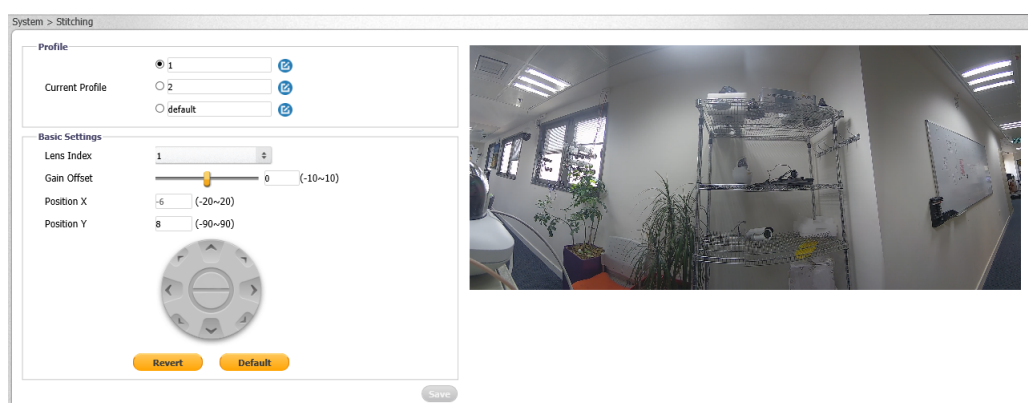 System > Stitching
Profile
1
Current Profile
2
default
Basic Settings
Lens Index 1
Gain Offset 0 (-10~10)
Position X -6 (-20~20)
Position Y 8 (-90~90)
Revert Default
Save